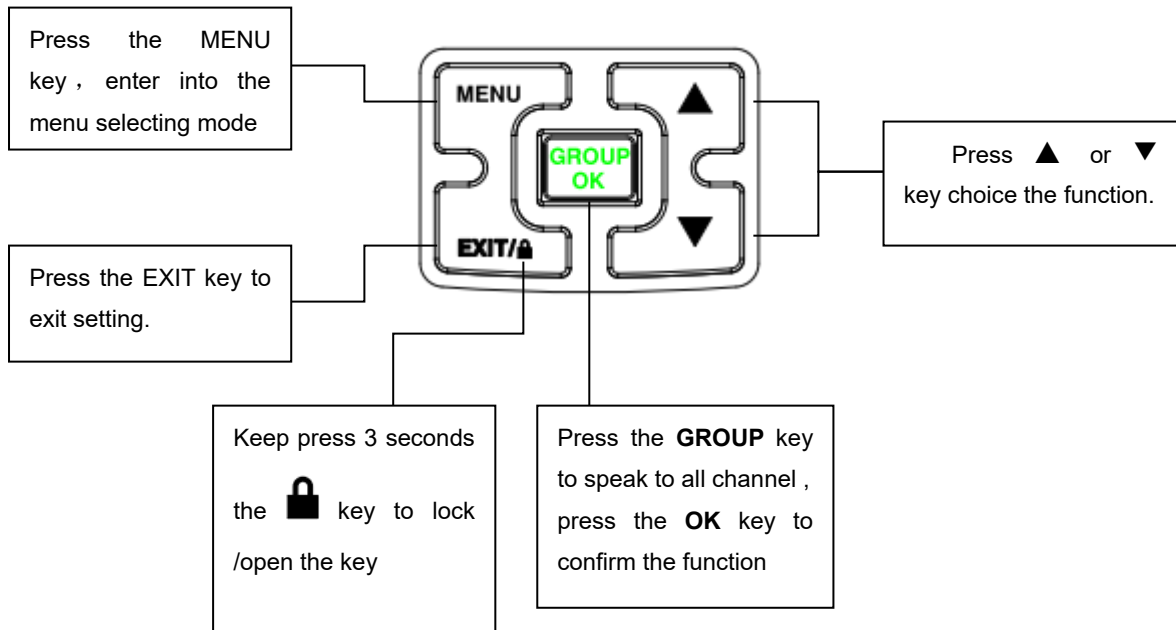 Press the MENU
key， enter into the
menu selecting mode
MENU
▲
GROUP
OK
Press ▲ or ▼
key choice the function.
▼
EXIT/🔒
Press the EXIT key to
exit setting.
Keep press 3 seconds
the 🔒 key to lock
/open the key
Press the GROUP key
to speak to all channel ,
press the OK key to
confirm the function